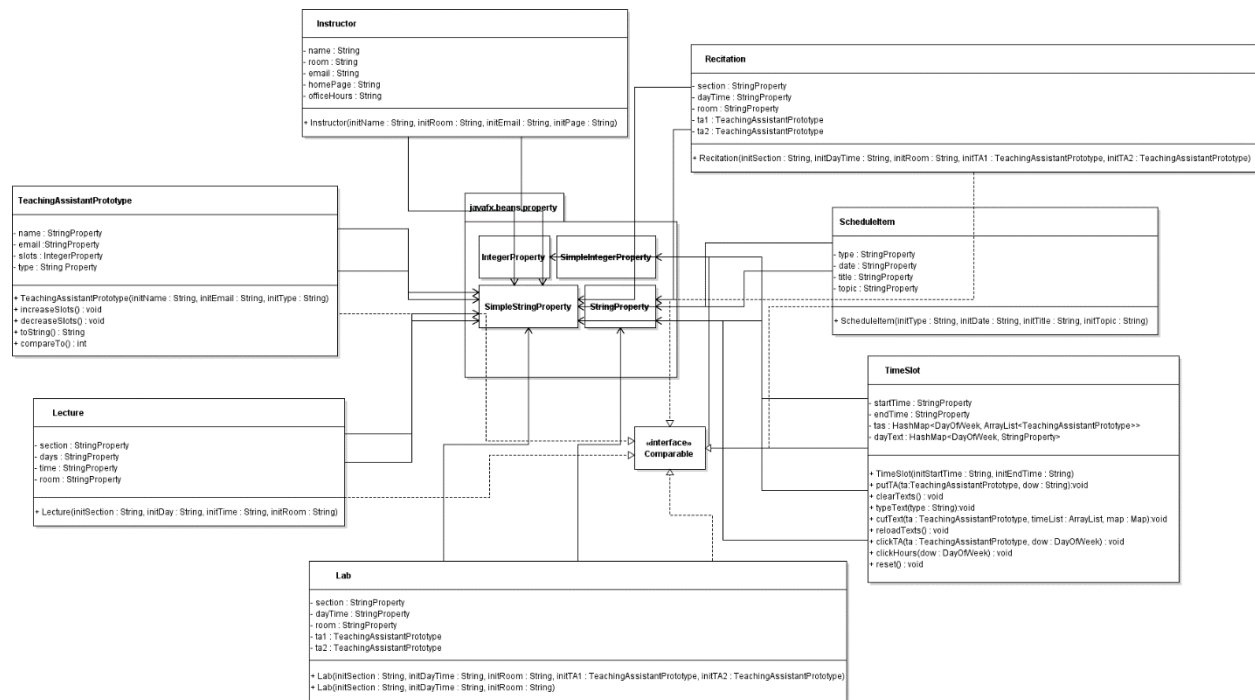 Instructor
- name : String
- room : String
- email : String
- homePage : String
- officeHours : String
+ Instructor(initName : String, initRoom : String, initEmail : String, initPage : String)
Recitation
- section : StringProperty
- dayTime : StringProperty
- room : StringProperty
- ta1 : TeachingAssistantPrototype
- ta2 : TeachingAssistantPrototype
+ Recitation(initSection : String, initDayTime : String, initRoom : String, initTA1 : TeachingAssistantPrototype, initTA2 : TeachingAssistantPrototype)
TeachingAssistantPrototype
- name : StringProperty
- email :StringProperty
- slots : IntegerProperty
- type : String Property
+ TeachingAssistantPrototype(initName : String, initEmail : String, initType : String)
+ increaseSlots() : void
+ decreaseSlots() : void
+ toString() : String
+ compareTo() : int
javafx.beans.property
IntegerProperty
SimpleIntegerProperty
SimpleStringProperty
StringProperty
ScheduleItem
- type : StringProperty
- date : StringProperty
- title : StringProperty
- topic : StringProperty
+ ScheduleItem(initType : String, initDate : String, initTitle : String, initTopic : String)
Lecture
- section : StringProperty
- days : StringProperty
- time : StringProperty
- room : StringProperty
+ Lecture(initSection : String, initDay : String, initTime : String, initRoom : String)
«interface»
Comparable
TimeSlot
- startTime : StringProperty
- endTime : StringProperty
- tas : HashMap<DayOfWeek, ArrayList<TeachingAssistantPrototype>>
- dayText : HashMap<DayOfWeek, StringProperty>
+ TimeSlot(initStartTime : String, initEndTime : String)
+ putTA(ta:TeachingAssistantPrototype, dow : String):void
+ clearTexts() : void
+ typeText(type : String):void
+ cutText(ta : TeachingAssistantPrototype, timeList : ArrayList, map : Map):void
+ reloadTexts() : void
+ clickTA(ta : TeachingAssistantPrototype, dow : DayOfWeek) : void
+ clickHours(dow : DayOfWeek) : void
+ reset() : void
Lab
- section : StringProperty
- dayTime : StringProperty
- room : StringProperty
- ta1 : TeachingAssistantPrototype
- ta2 : TeachingAssistantPrototype
+ Lab(initSection : String, initDayTime : String, initRoom : String, initTA1 : TeachingAssistantPrototype, initTA2 : TeachingAssistantPrototype)
+ Lab(initSection : String, initDayTime : String, initRoom : String)